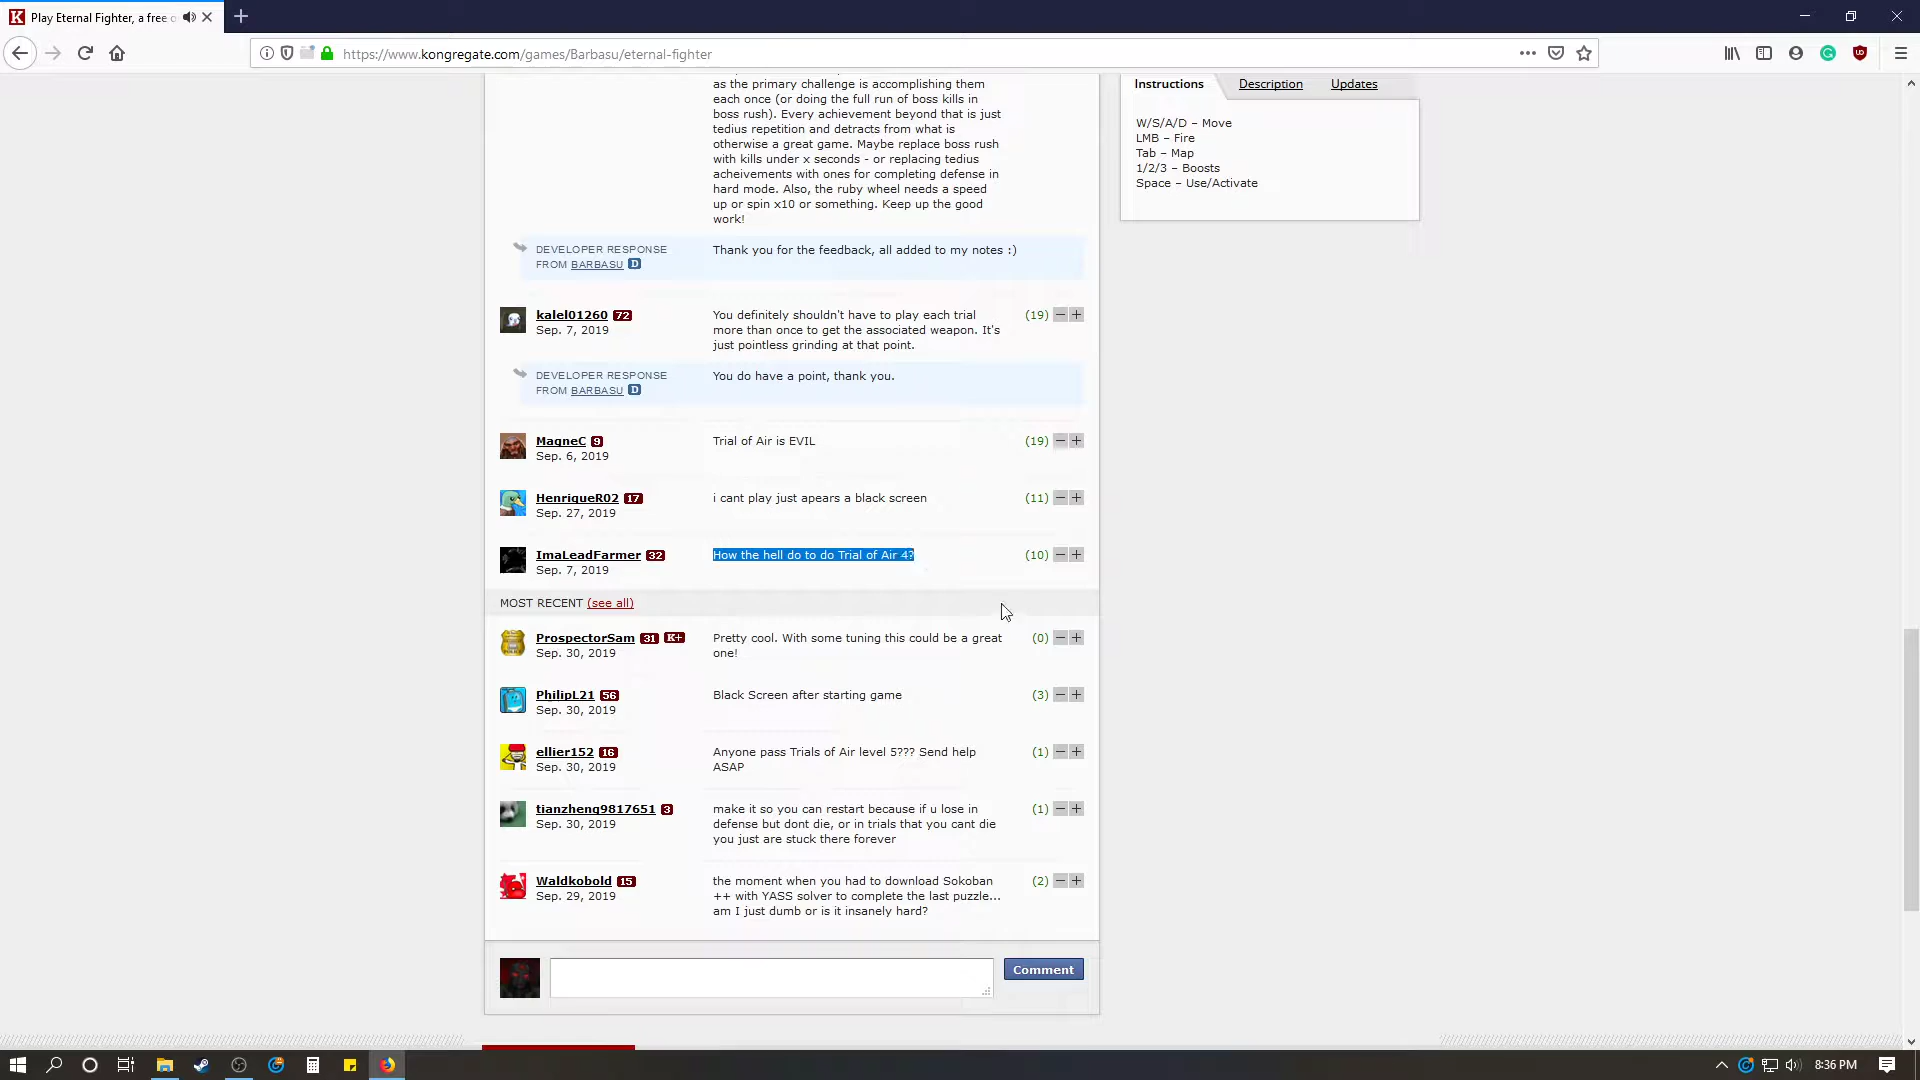 Play Eternal Fighter, a free o
https://www.kongregate.com/games/Barbasu/eternal-fighter
as the primary challenge is accomplishing them
each once (or doing the full run of boss kills in
boss rush). Every achievement beyond that is just
tedius repetition and detracts from what is
otherwise a great game. Maybe replace boss rush
with kills under x seconds - or replacing tedius
acheivements with ones for completing defense in
hard mode. Also, the ruby wheel needs a speed
up or spin x10 or something. Keep up the good
work!
DEVELOPER RESPONSE
FROM BARBASU D
Thank you for the feedback, all added to my notes :)
kalel01260 72
Sep. 7, 2019
You definitely shouldn't have to play each trial
more than once to get the associated weapon. It's
just pointless grinding at that point.
(19)
DEVELOPER RESPONSE
FROM BARBASU D
You do have a point, thank you.
MagneC 9
Sep. 6, 2019
Trial of Air is EVIL
(19)
HenriqueR02 17
Sep. 27, 2019
i cant play just apears a black screen
(11)
ImaLeadFarmer 32
Sep. 7, 2019
How the hell do to do Trial of Air 4?
(10)
MOST RECENT (see all)
ProspectorSam 31 K+
Sep. 30, 2019
Pretty cool. With some tuning this could be a great
one!
(0)
PhilipL21 56
Sep. 30, 2019
Black Screen after starting game
(3)
ellier152 16
Sep. 30, 2019
Anyone pass Trials of Air level 5??? Send help
ASAP
(1)
tianzheng9817651 3
Sep. 30, 2019
make it so you can restart because if u lose in
defense but dont die, or in trials that you cant die
you just are stuck there forever
(1)
Waldkobold 15
Sep. 29, 2019
the moment when you had to download Sokoban
++ with YASS solver to complete the last puzzle...
am I just dumb or is it insanely hard?
(2)
Comment
Instructions
Description
Updates
W/S/A/D – Move
LMB – Fire
Tab – Map
1/2/3 – Boosts
Space – Use/Activate
8:36 PM